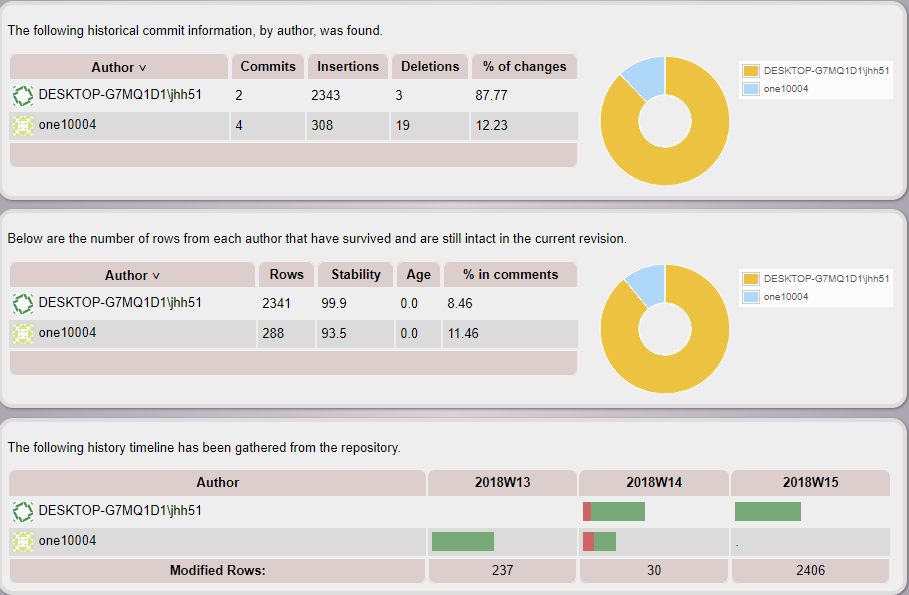 The following historical commit information, by author, was found.
Author ˅ Commits Insertions Deletions % of changes
DESKTOP-G7MQ1D1\jhh51 2 2343 3 87.77
one10004 4 308 19 12.23
DESKTOP-G7MQ1D1\jhh51
one10004
Below are the number of rows from each author that have survived and are still intact in the current revision.
Author ˅ Rows Stability Age % in comments
DESKTOP-G7MQ1D1\jhh51 2341 99.9 0.0 8.46
one10004 288 93.5 0.0 11.46
DESKTOP-G7MQ1D1\jhh51
one10004
The following history timeline has been gathered from the repository.
Author 2018W13 2018W14 2018W15
DESKTOP-G7MQ1D1\jhh51
one10004 .
Modified Rows: 237 30 2406